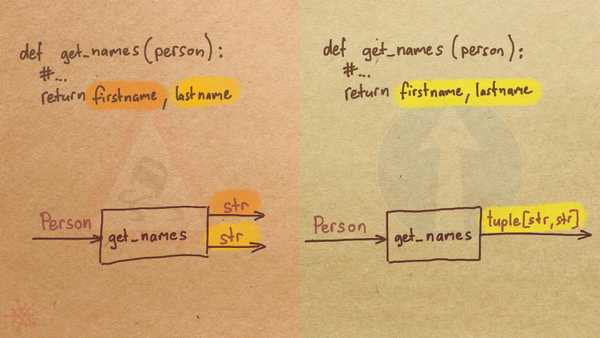 def get_names(person):
#...
return firstname, lastname
Person
get_names
str
str
def get_names (person):
#...
return firstname, lastname
Person
get_names
tuple[str,str]